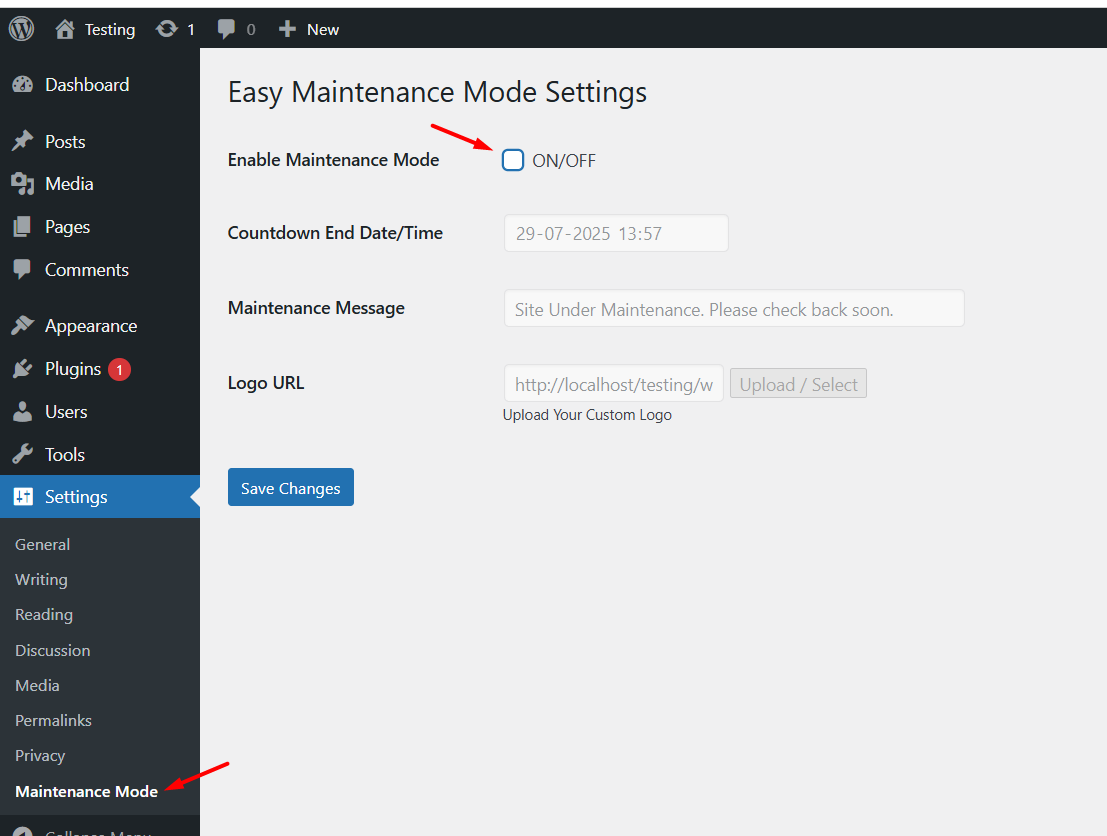 Testing 1 0 New
Dashboard
Posts
Media
Pages
Comments
Appearance
Plugins 1
Users
Tools
Settings
General
Writing
Reading
Discussion
Media
Permalinks
Privacy
Maintenance Mode
Collapse Menu
Easy Maintenance Mode Settings
Enable Maintenance Mode ON/OFF
Countdown End Date/Time 29-07-2025 13:57
Maintenance Message Site Under Maintenance. Please check back soon.
Logo URL http://localhost/testing/w Upload / Select
Upload Your Custom Logo
Save Changes